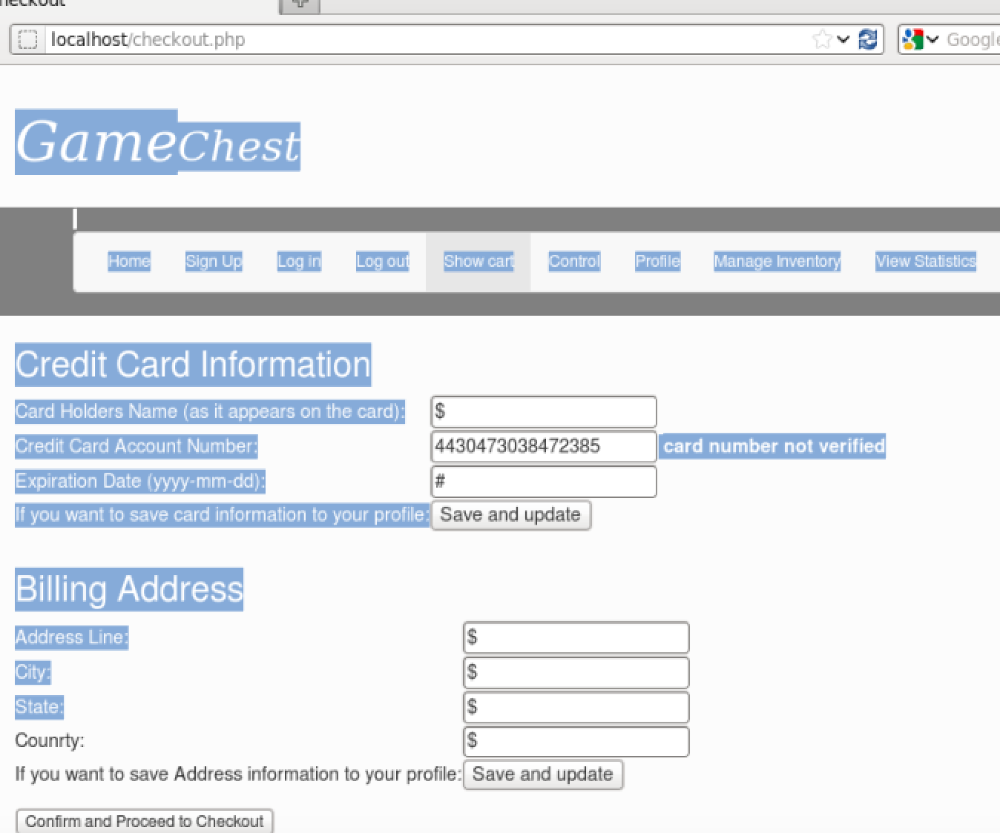 heckout
localhost/checkout.php
Google
GameChest
Home Sign Up Log in Log out Show cart Control Profile Manage Inventory View Statistics
Credit Card Information
Card Holders Name (as it appears on the card): $
Credit Card Account Number: 4430473038472385 card number not verified
Expiration Date (yyyy-mm-dd): #
If you want to save card information to your profile: Save and update
Billing Address
Address Line: $
City: $
State: $
Counrty: $
If you want to save Address information to your profile: Save and update
Confirm and Proceed to Checkout